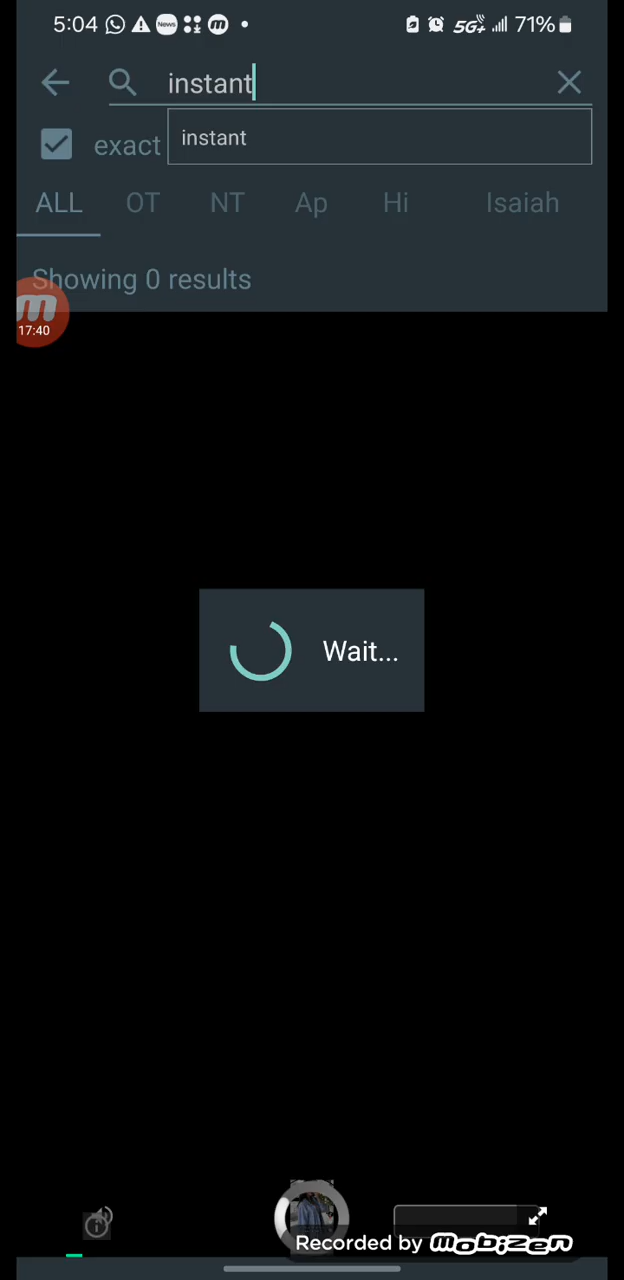 5:04 News m 5G+ 71%
instant
exact instant
ALL OT NT Ap Hi Isaiah
Showing 0 results
m
17:40
Wait...
Recorded by mobizen